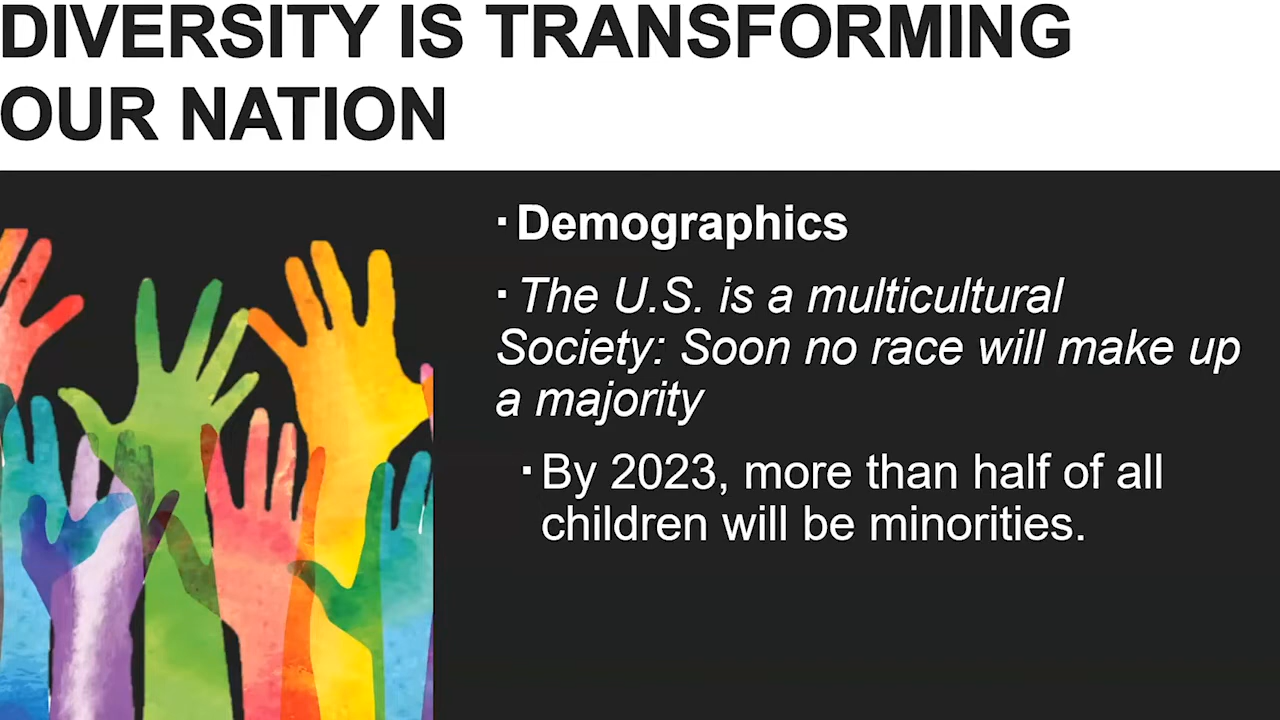 DIVERSITY IS TRANSFORMING
OUR NATION
▪ Demographics
▪ The U.S. is a multicultural
Society: Soon no race will make up
a majority
▪ By 2023, more than half of all
children will be minorities.